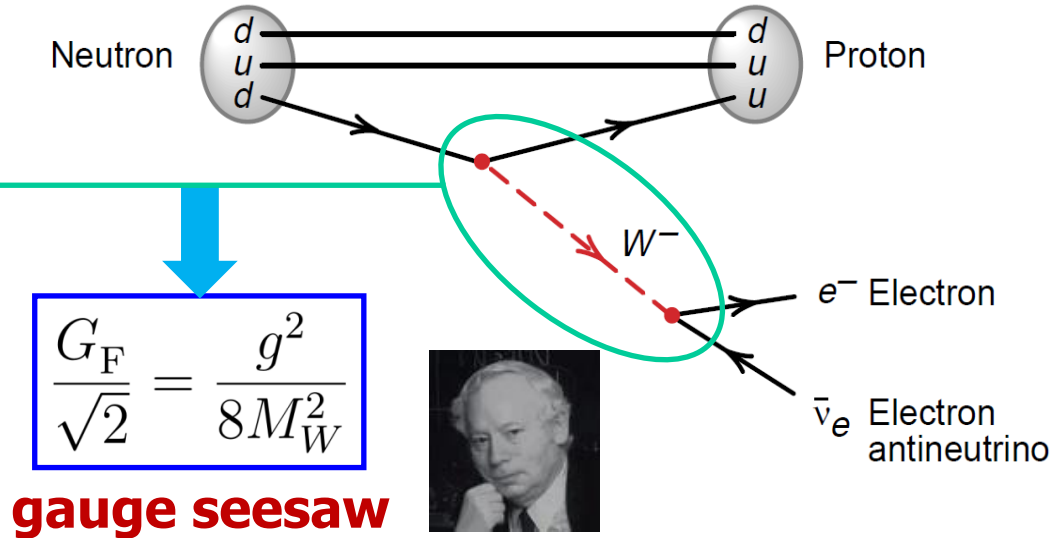 d d
Neutron u u Proton
d u
W⁻
e⁻ Electron
ν̄e Electron
antineutrino
G_F/√2 = g²/8M_W²
gauge seesaw